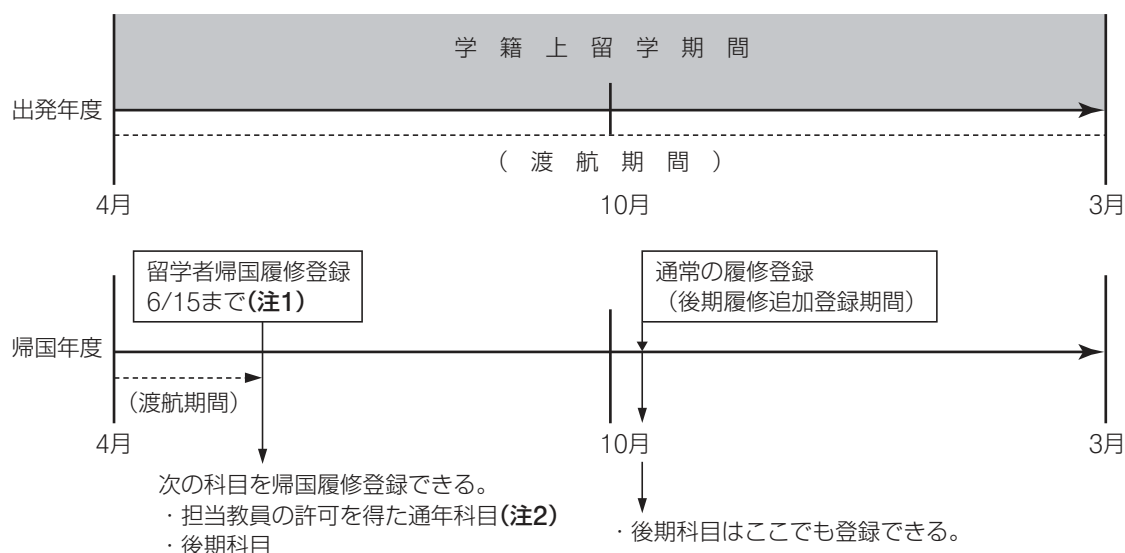 学籍上留学期間
出発年度
（渡航期間）
4月 10月 3月
留学者帰国履修登録
6/15まで(注1)
通常の履修登録
（後期履修追加登録期間）
帰国年度
（渡航期間）
4月 10月 3月
次の科目を帰国履修登録できる。
・担当教員の許可を得た通年科目(注2)
・後期科目
・後期科目はここでも登録できる。